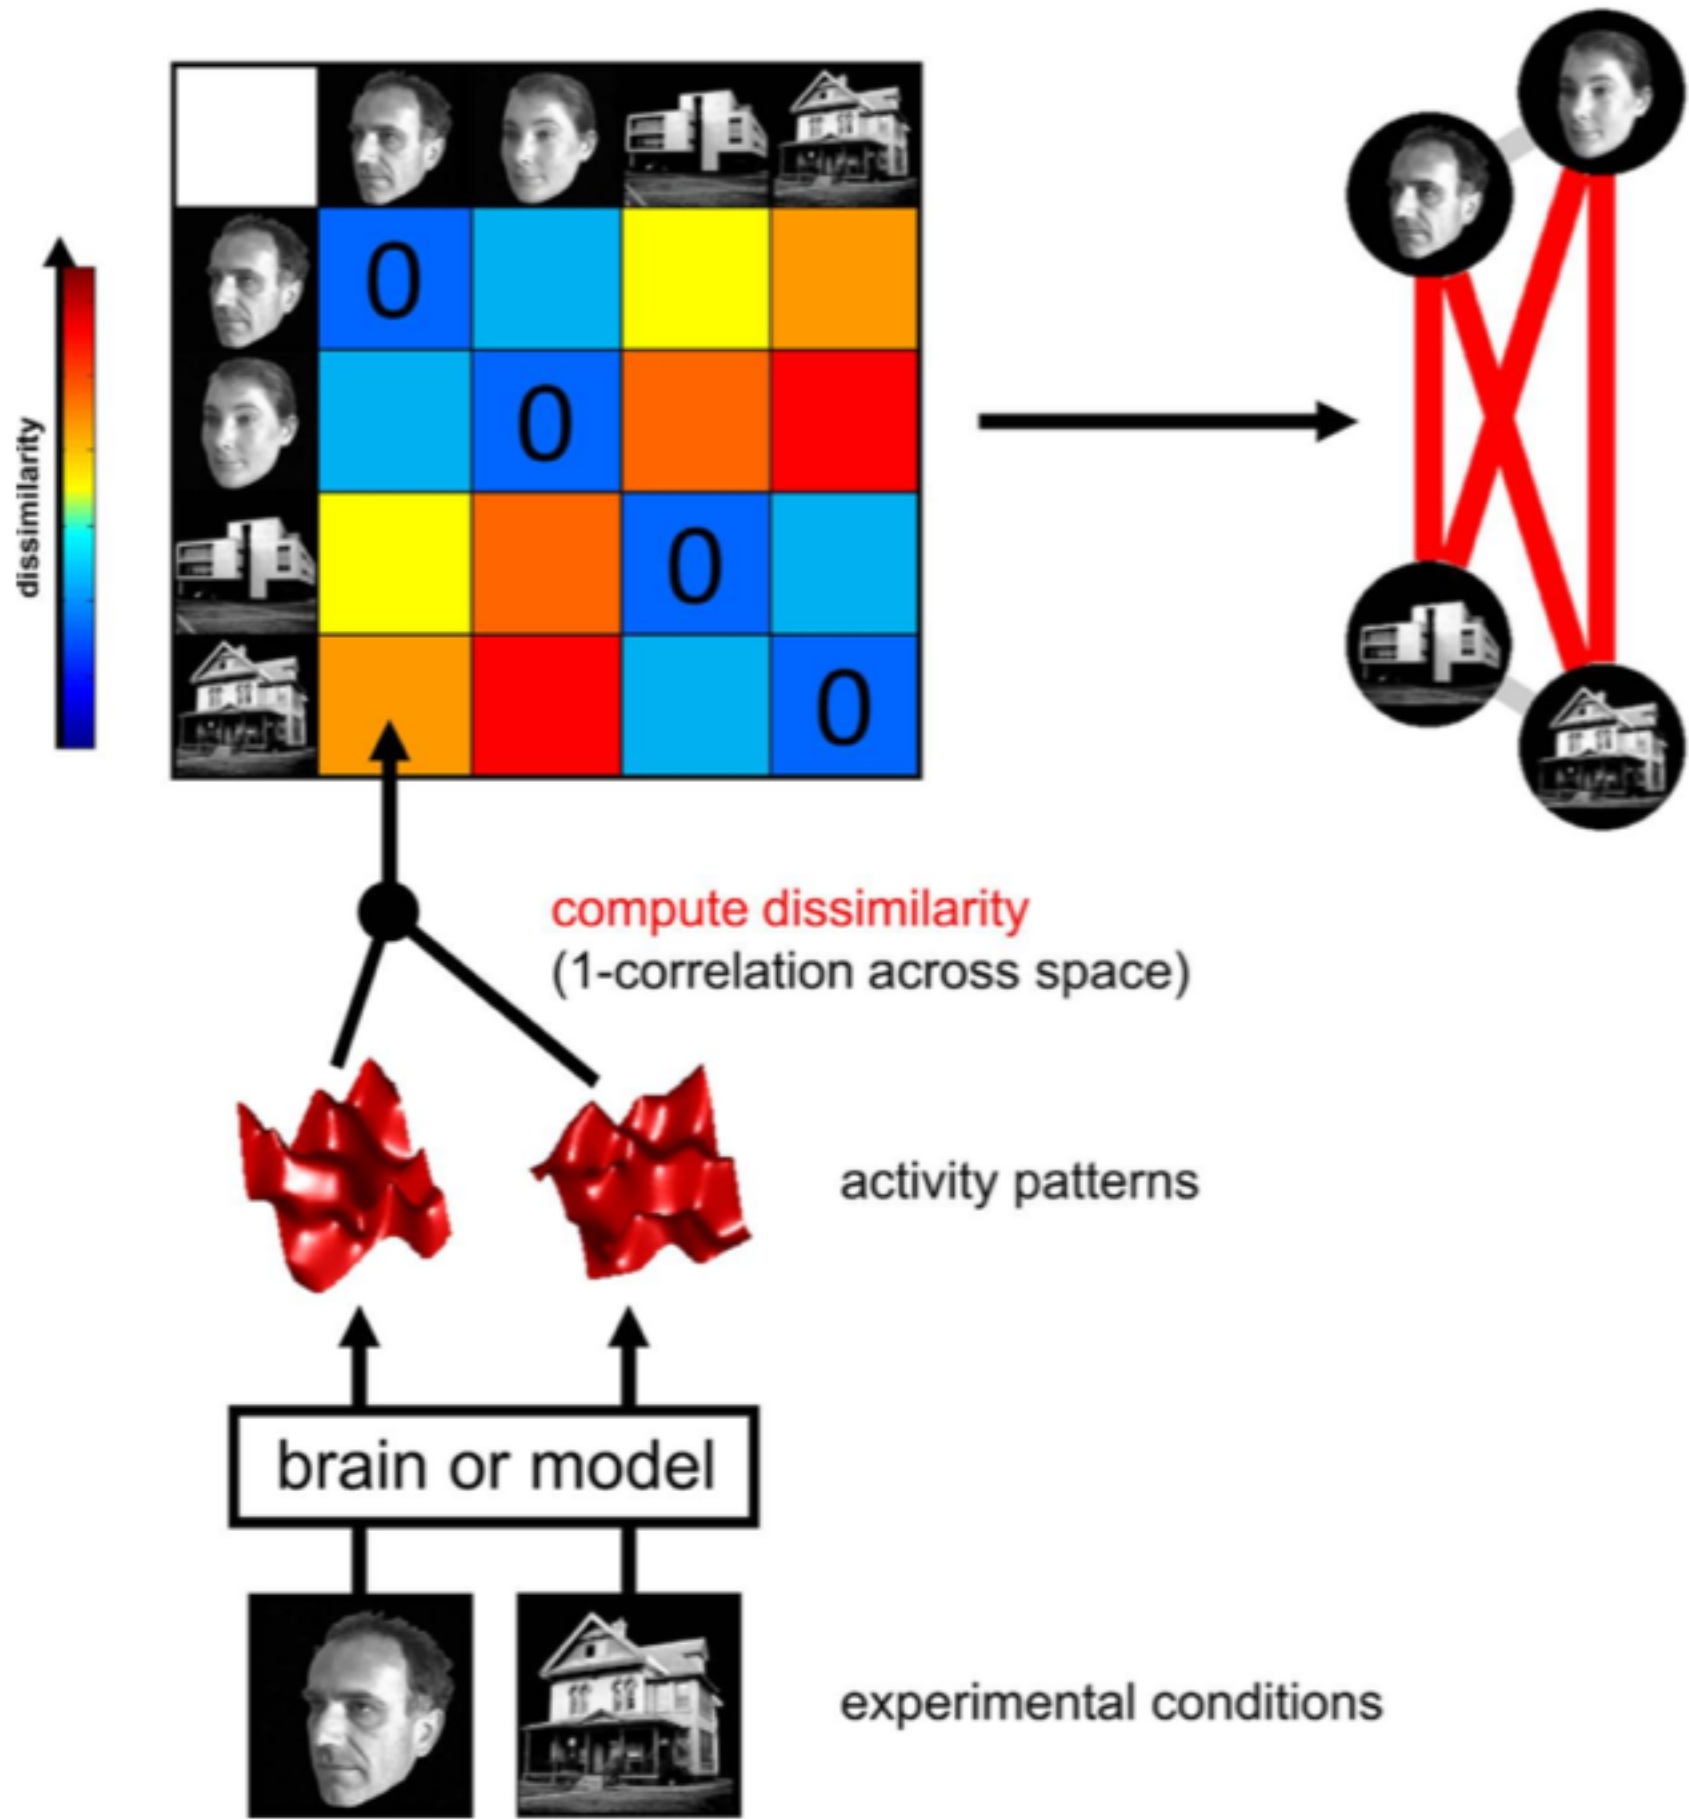 dissimilarity
0
0
0
0
compute dissimilarity
(1-correlation across space)
activity patterns
brain or model
experimental conditions